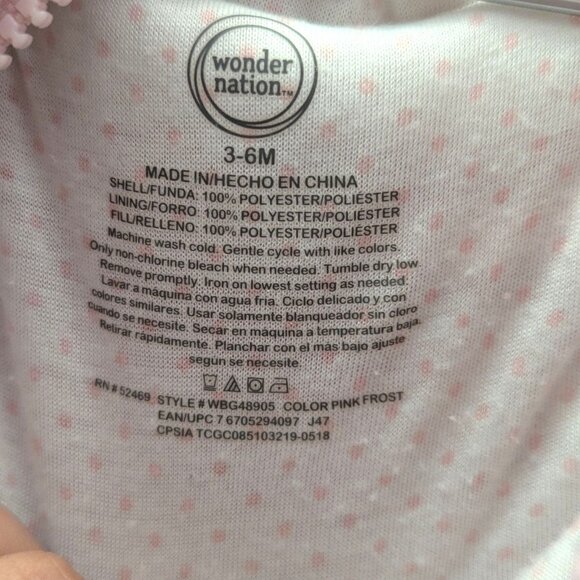 wonder
nation™
3-6M
MADE IN/HECHO EN CHINA
SHELL/FUNDA: 100% POLYESTER/POLIÉSTER
LINING/FORRO: 100% POLYESTER/POLIÉSTER
FILL/RELLENO: 100% POLYESTER/POLIÉSTER
Machine wash cold. Gentle cycle with like colors.
Only non-chlorine bleach when needed. Tumble dry low.
Remove promptly. Iron on lowest setting as needed.
Lavar a máquina con agua fria. Ciclo delicado y con
colores similares. Usar solamente blanqueador sin cloro
cuando se necesite. Secar en máquina a temperatura baja.
Retirar rápidamente. Planchar con el más bajo ajuste
según se necesite.
RN # 52469 STYLE # WBG48905 COLOR PINK FROST
EAN/UPC 7 6705294097 J47
CPSIA TCGC085103219-0518